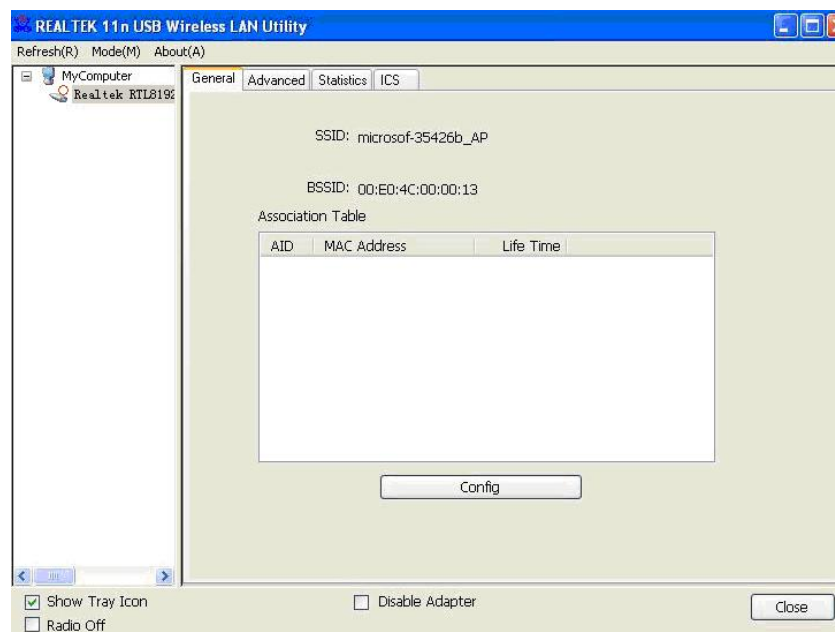 REALTEK 11n USB Wireless LAN Utility
Refresh(R) Mode(M) About(A)
MyComputer
Realtek RTL8192
General Advanced Statistics ICS
SSID: microsof-35426b_AP
BSSID: 00:E0:4C:00:00:13
Association Table
AID MAC Address Life Time
Config
Show Tray Icon
Disable Adapter
Close
Radio Off